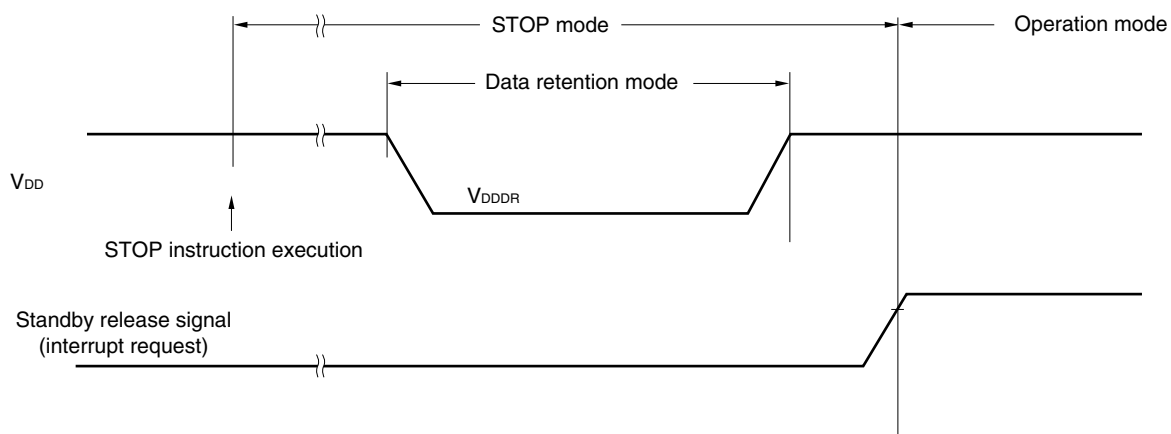 STOP mode
Operation mode
Data retention mode
VDD
VDDDR
STOP instruction execution
Standby release signal
(interrupt request)